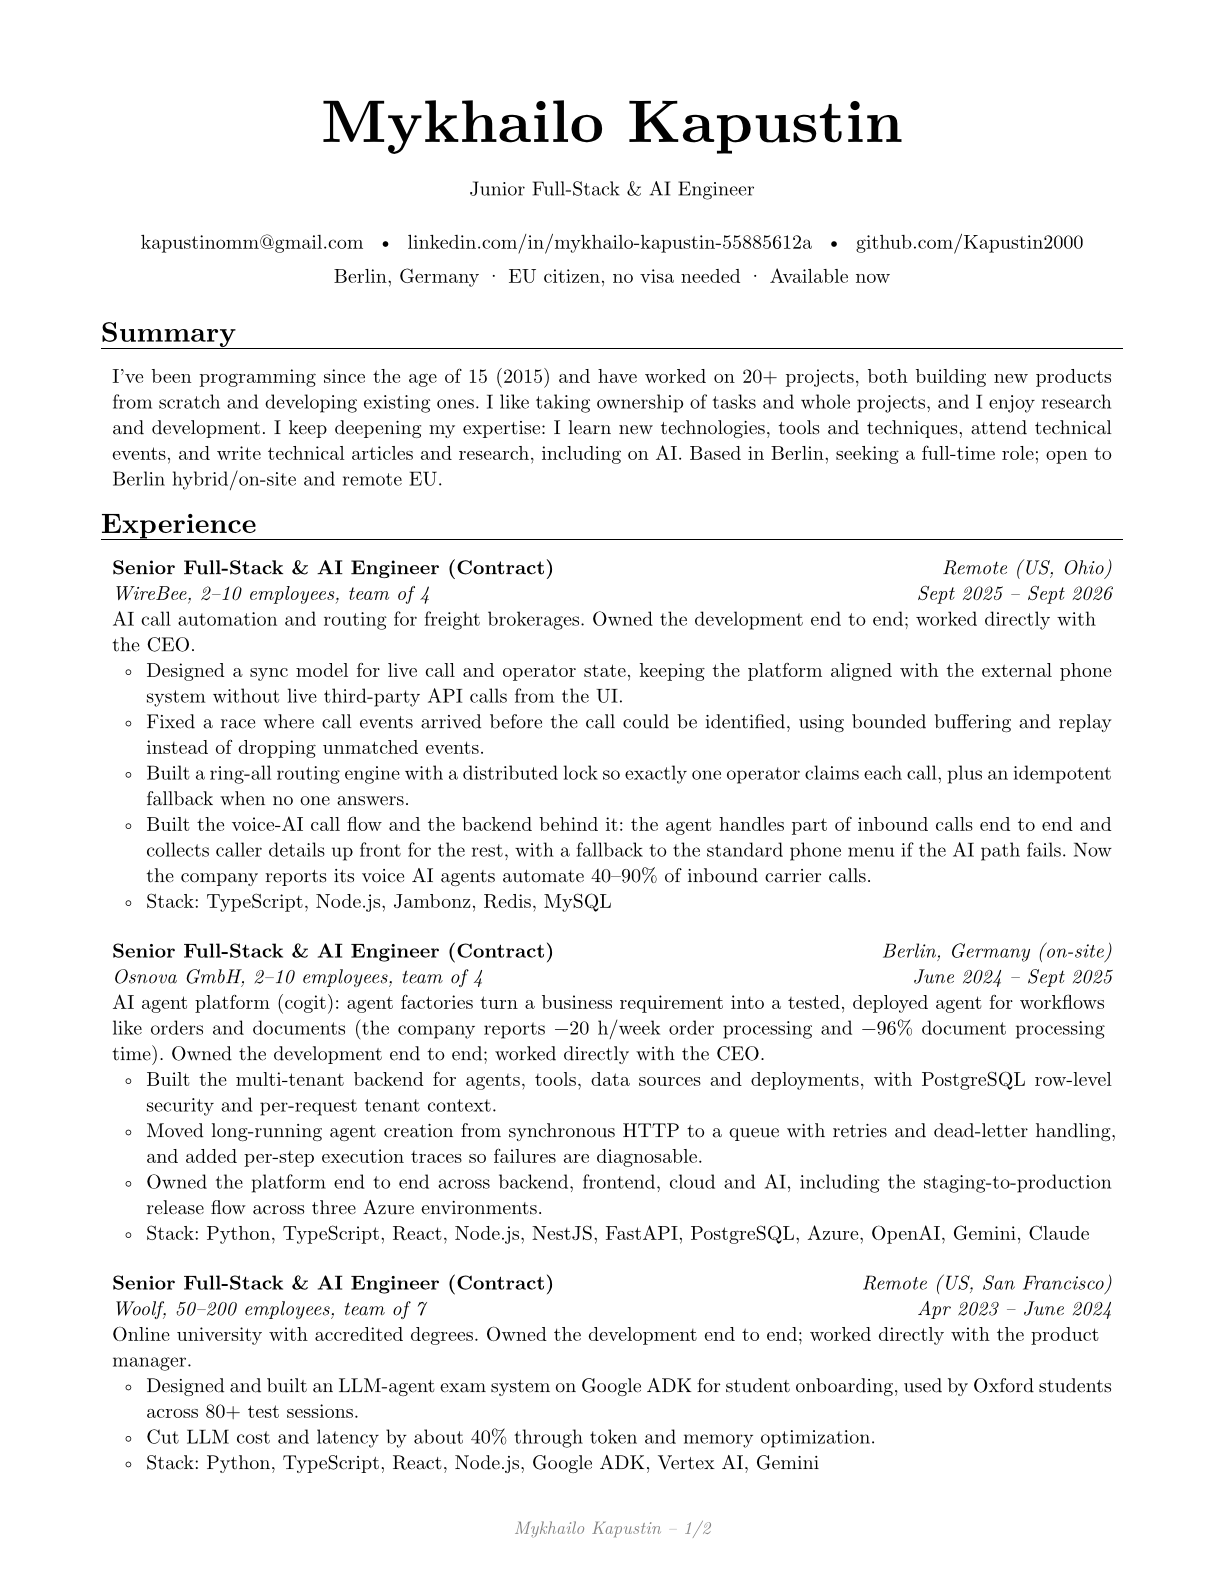 Mykhailo Kapustin
Junior Full-Stack & AI Engineer
kapustinomm@gmail.com • linkedin.com/in/mykhailo-kapustin-55885612a • github.com/Kapustin2000
Berlin, Germany · EU citizen, no visa needed · Available now
Summary
I've been programming since the age of 15 (2015) and have worked on 20+ projects, both building new products
from scratch and developing existing ones. I like taking ownership of tasks and whole projects, and I enjoy research
and development. I keep deepening my expertise: I learn new technologies, tools and techniques, attend technical
events, and write technical articles and research, including on AI. Based in Berlin, seeking a full-time role; open to
Berlin hybrid/on-site and remote EU.
Experience
Senior Full-Stack & AI Engineer (Contract) Remote (US, Ohio)
WireBee, 2–10 employees, team of 4 Sept 2025 – Sept 2026
AI call automation and routing for freight brokerages. Owned the development end to end; worked directly with
the CEO.
◦ Designed a sync model for live call and operator state, keeping the platform aligned with the external phone
system without live third-party API calls from the UI.
◦ Fixed a race where call events arrived before the call could be identified, using bounded buffering and replay
instead of dropping unmatched events.
◦ Built a ring-all routing engine with a distributed lock so exactly one operator claims each call, plus an idempotent
fallback when no one answers.
◦ Built the voice-AI call flow and the backend behind it: the agent handles part of inbound calls end to end and
collects caller details up front for the rest, with a fallback to the standard phone menu if the AI path fails. Now
the company reports its voice AI agents automate 40–90% of inbound carrier calls.
◦ Stack: TypeScript, Node.js, Jambonz, Redis, MySQL
Senior Full-Stack & AI Engineer (Contract) Berlin, Germany (on-site)
Osnova GmbH, 2–10 employees, team of 4 June 2024 – Sept 2025
AI agent platform (cogit): agent factories turn a business requirement into a tested, deployed agent for workflows
like orders and documents (the company reports −20 h/week order processing and −96% document processing
time). Owned the development end to end; worked directly with the CEO.
◦ Built the multi-tenant backend for agents, tools, data sources and deployments, with PostgreSQL row-level
security and per-request tenant context.
◦ Moved long-running agent creation from synchronous HTTP to a queue with retries and dead-letter handling,
and added per-step execution traces so failures are diagnosable.
◦ Owned the platform end to end across backend, frontend, cloud and AI, including the staging-to-production
release flow across three Azure environments.
◦ Stack: Python, TypeScript, React, Node.js, NestJS, FastAPI, PostgreSQL, Azure, OpenAI, Gemini, Claude
Senior Full-Stack & AI Engineer (Contract) Remote (US, San Francisco)
Woolf, 50–200 employees, team of 7 Apr 2023 – June 2024
Online university with accredited degrees. Owned the development end to end; worked directly with the product
manager.
◦ Designed and built an LLM-agent exam system on Google ADK for student onboarding, used by Oxford students
across 80+ test sessions.
◦ Cut LLM cost and latency by about 40% through token and memory optimization.
◦ Stack: Python, TypeScript, React, Node.js, Google ADK, Vertex AI, Gemini
Mykhailo Kapustin – 1/2